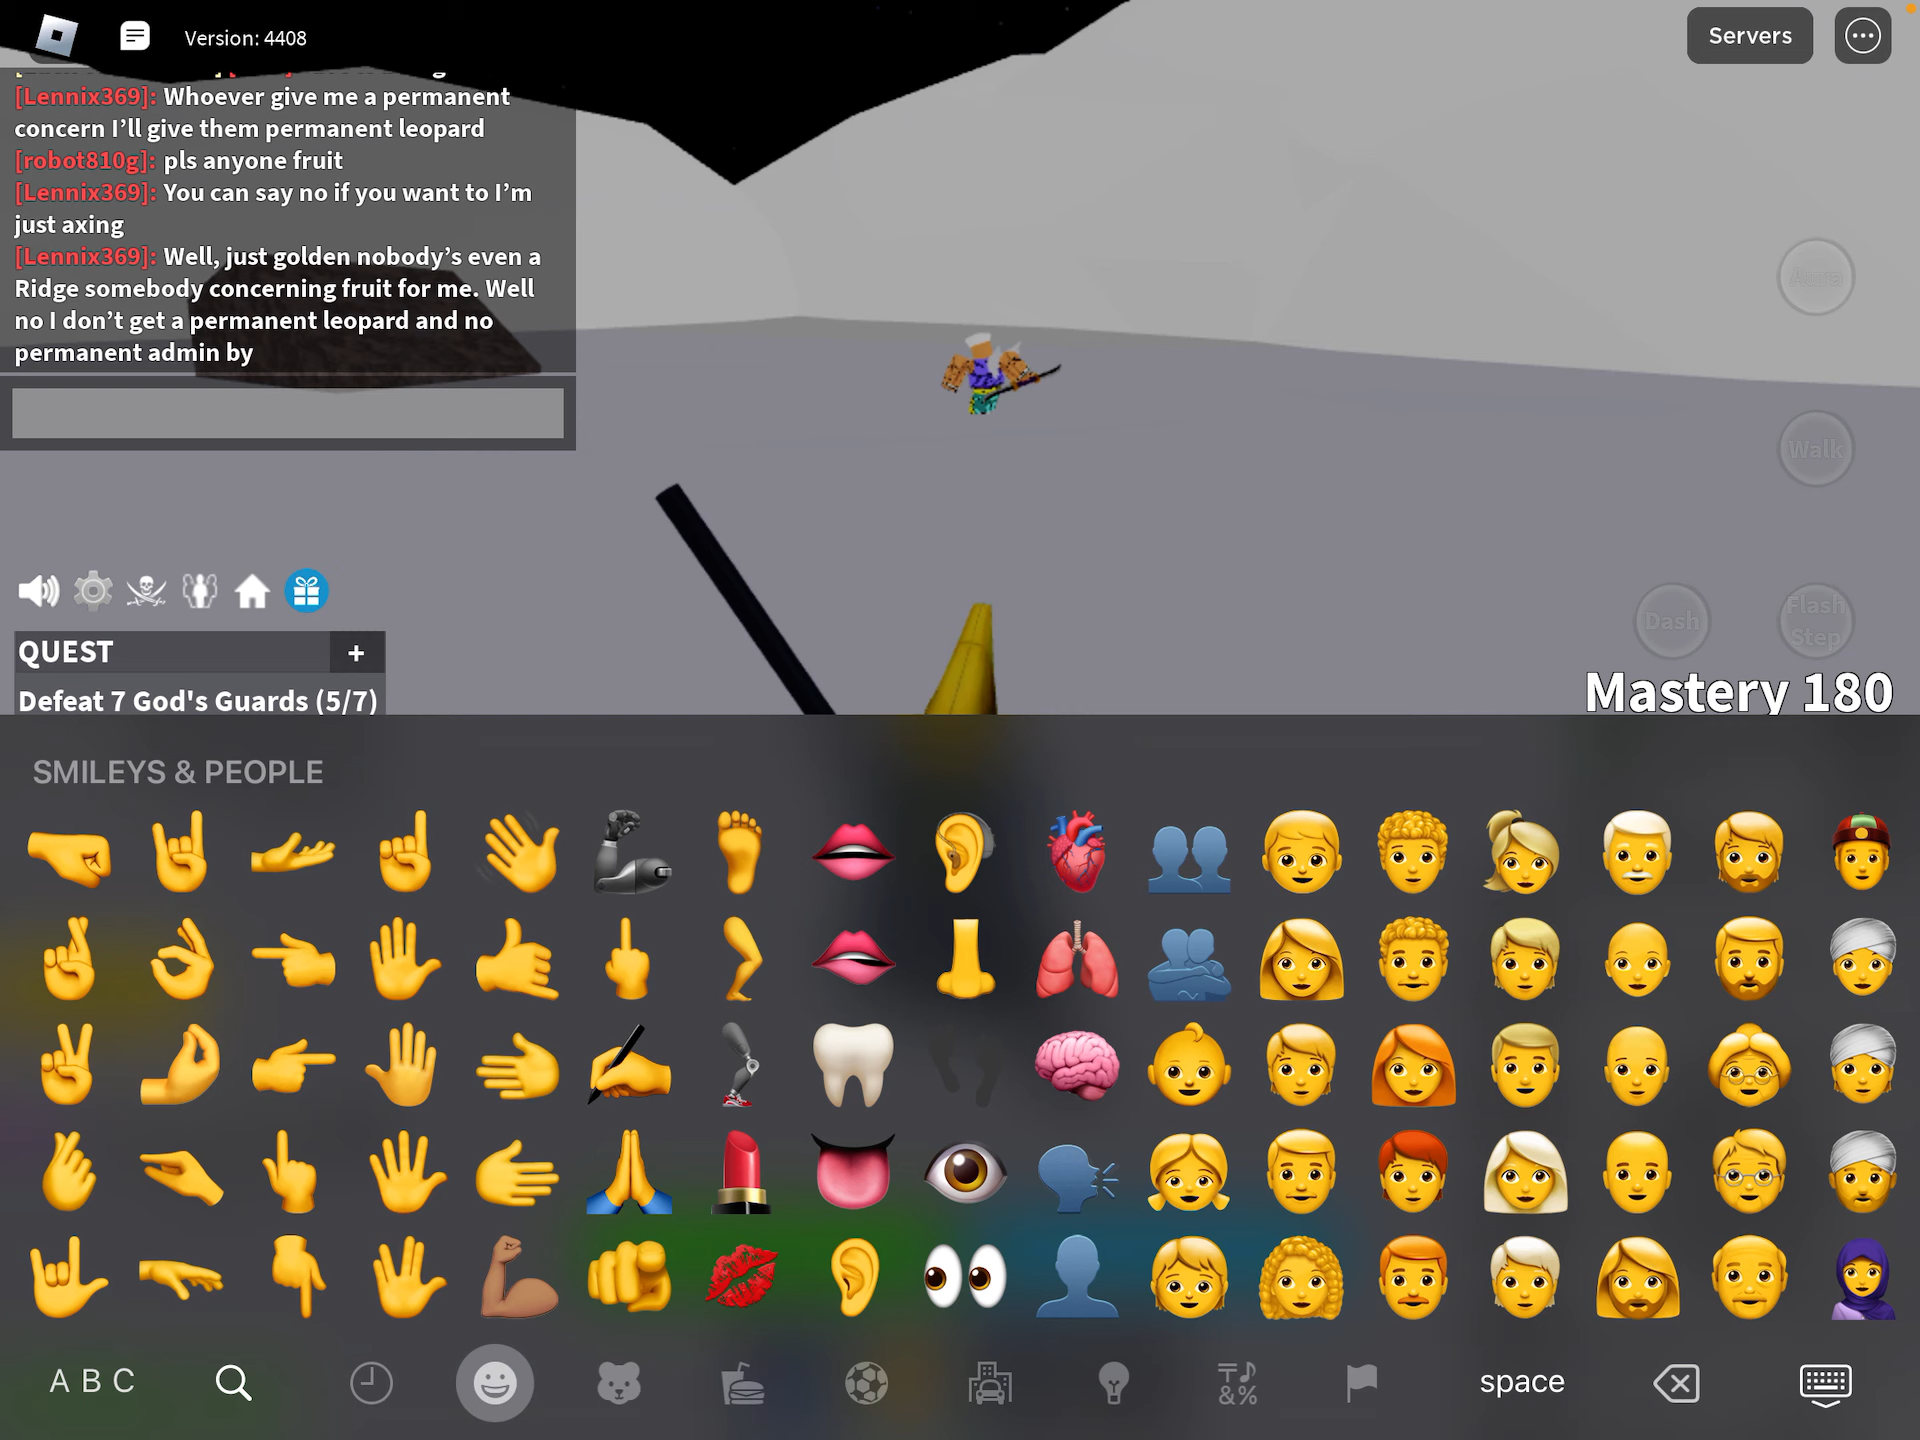 Version: 4408
Servers
[Lennix369]: Whoever give me a permanent
concern I’ll give them permanent leopard
[robot810g]: pls anyone fruit
[Lennix369]: You can say no if you want to I’m
just axing
[Lennix369]: Well, just golden nobody’s even a
Ridge somebody concerning fruit for me. Well
no I don’t get a permanent leopard and no
permanent admin by
Walk
Dash
Flash
Step
QUEST +
Defeat 7 God's Guards (5/7)
Mastery 180
SMILEYS & PEOPLE
ABC
space